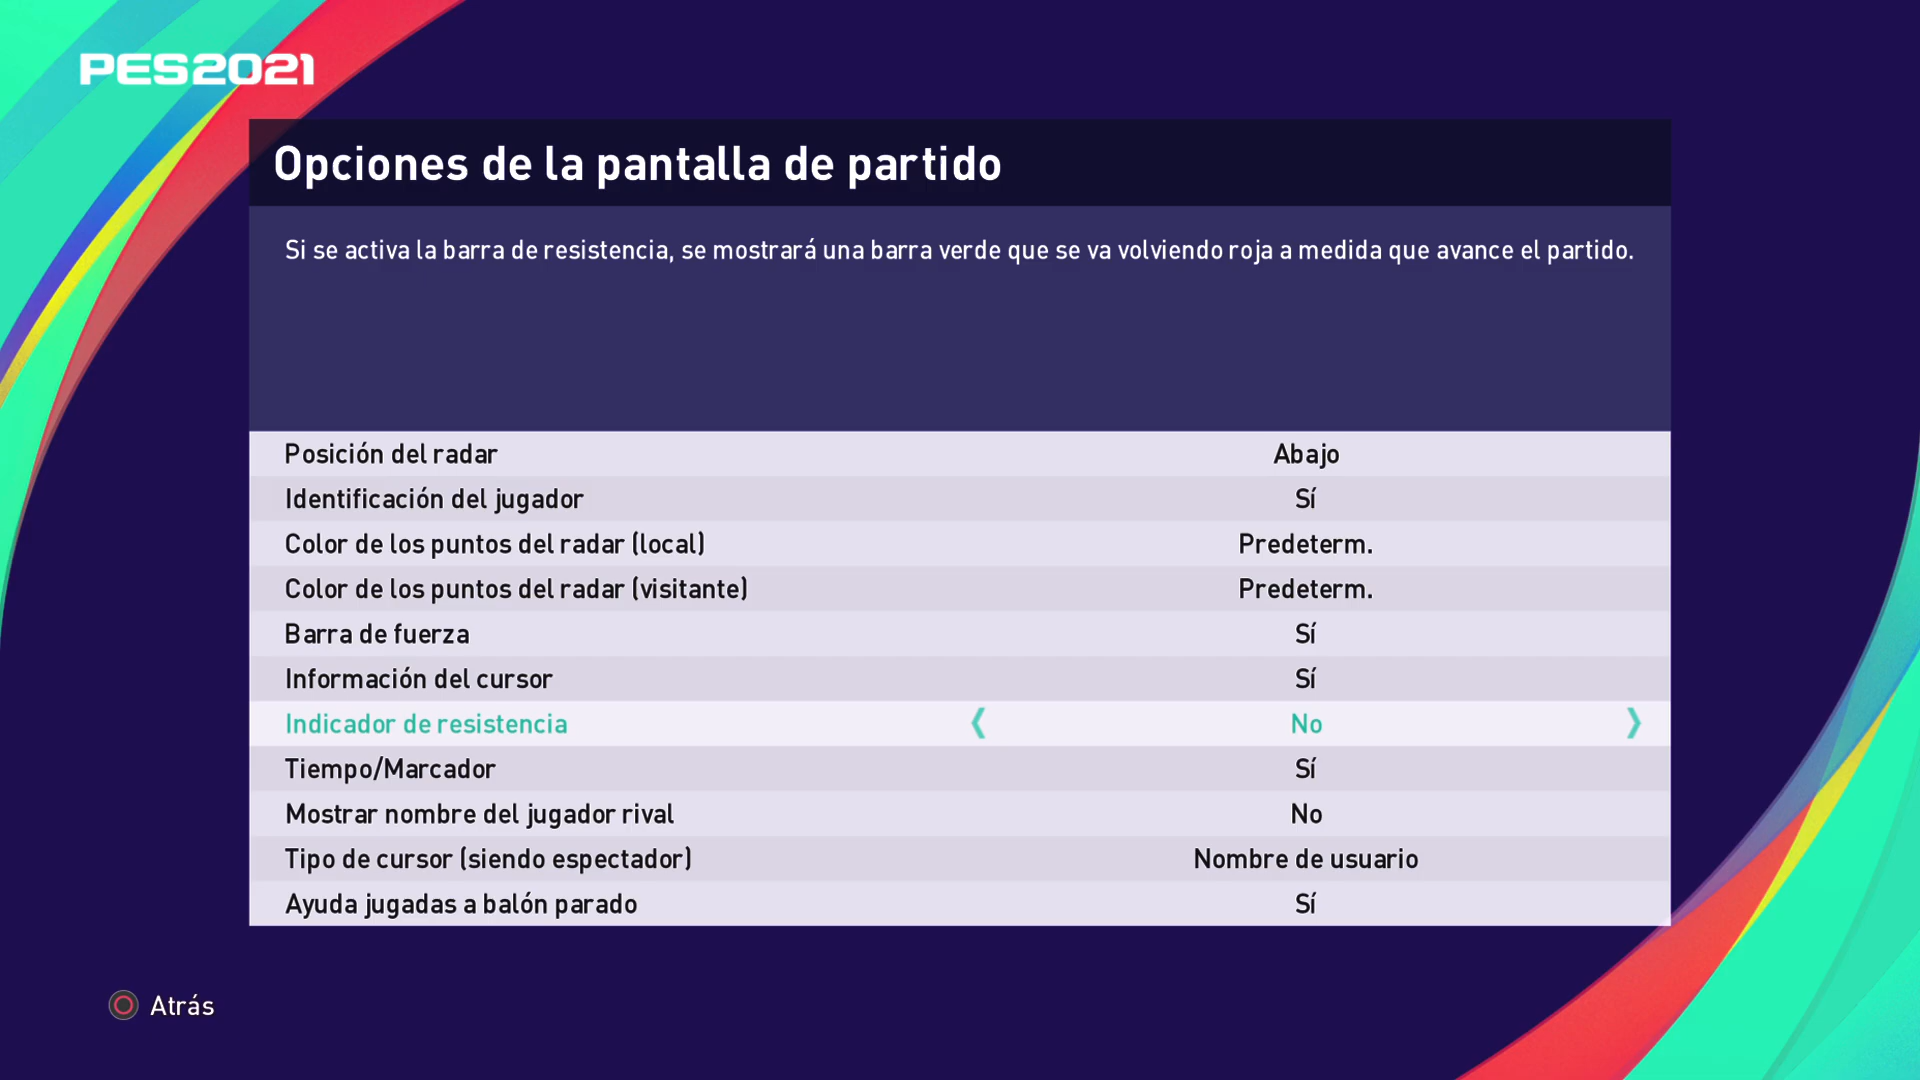 PES2021
Opciones de la pantalla de partido
Si se activa la barra de resistencia, se mostrará una barra verde que se va volviendo roja a medida que avance el partido.
Posición del radar Abajo
Identificación del jugador Sí
Color de los puntos del radar (local) Predeterm.
Color de los puntos del radar (visitante) Predeterm.
Barra de fuerza Sí
Información del cursor Sí
Indicador de resistencia No
Tiempo/Marcador Sí
Mostrar nombre del jugador rival No
Tipo de cursor (siendo espectador) Nombre de usuario
Ayuda jugadas a balón parado Sí
Atrás